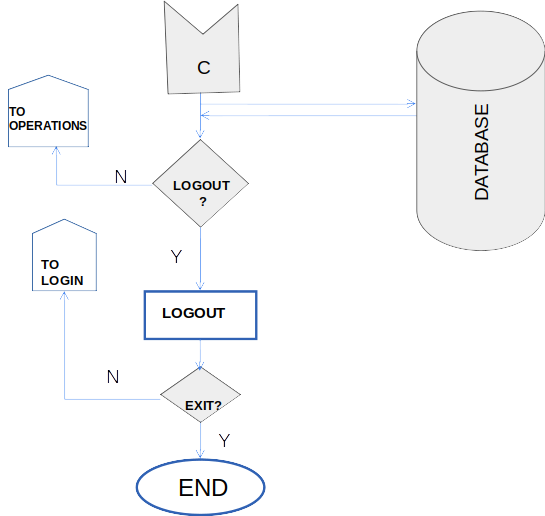 C
DATABASE
TO
OPERATIONS
N
LOGOUT
?
Y
TO
LOGIN
LOGOUT
N
EXIT?
Y
END